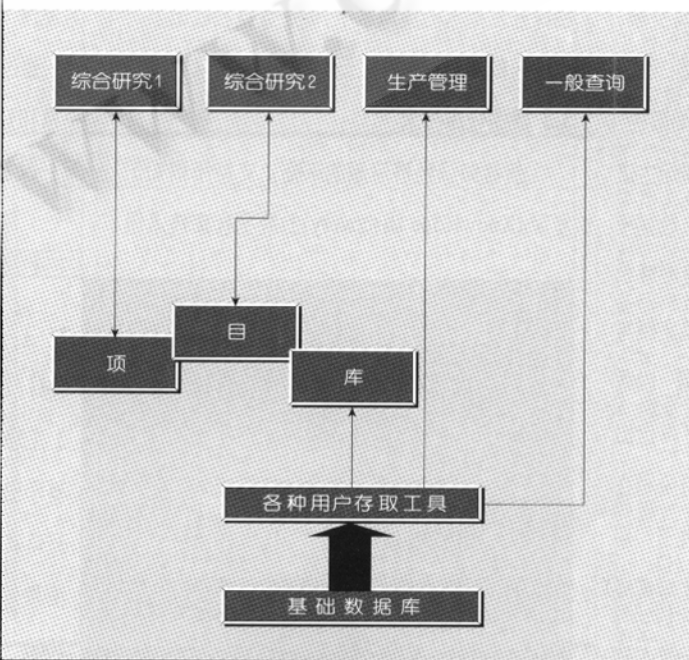 综合研究1
综合研究2
生产管理
一般查询
目
项
库
各种用户存取工具
基础数据库